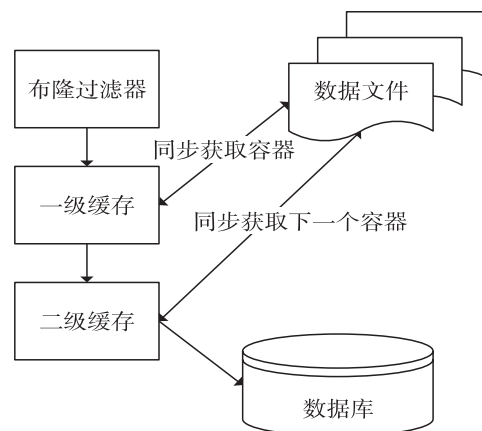 布隆过滤器
数据文件
同步获取容器
一级缓存
同步获取下一个容器
二级缓存
数据库